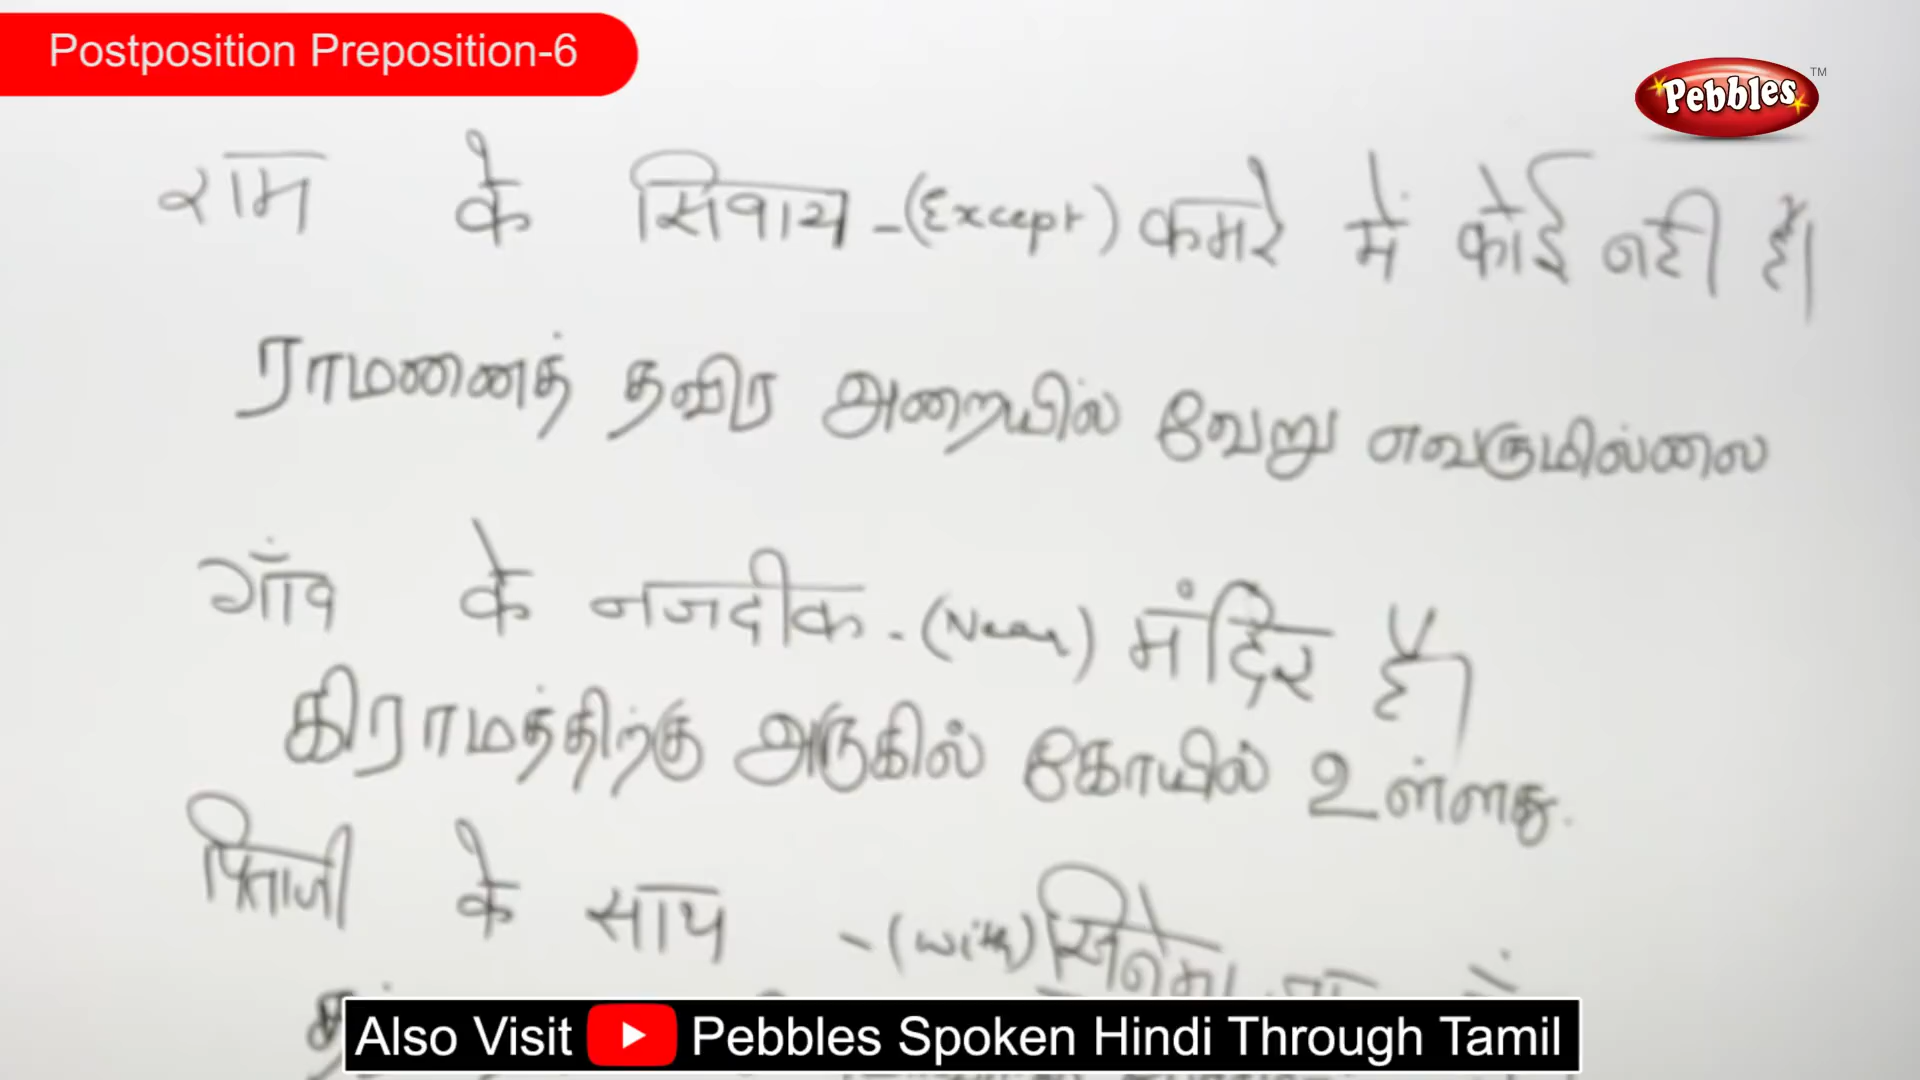 Postposition Preposition-6
Pebbles TM
राम के सिवाय -(Except) कमरे में कोई नही है।
ராமனைத் தவிர அறையில் வேறு எவருமில்லை
गाँव के नजदीक -(Near) मंदिर है।
கிராமத்திற்கு அருகில் கோயில் உள்ளது.
पिताजी के साथ -(with) सिनेमा
Also Visit Pebbles Spoken Hindi Through Tamil